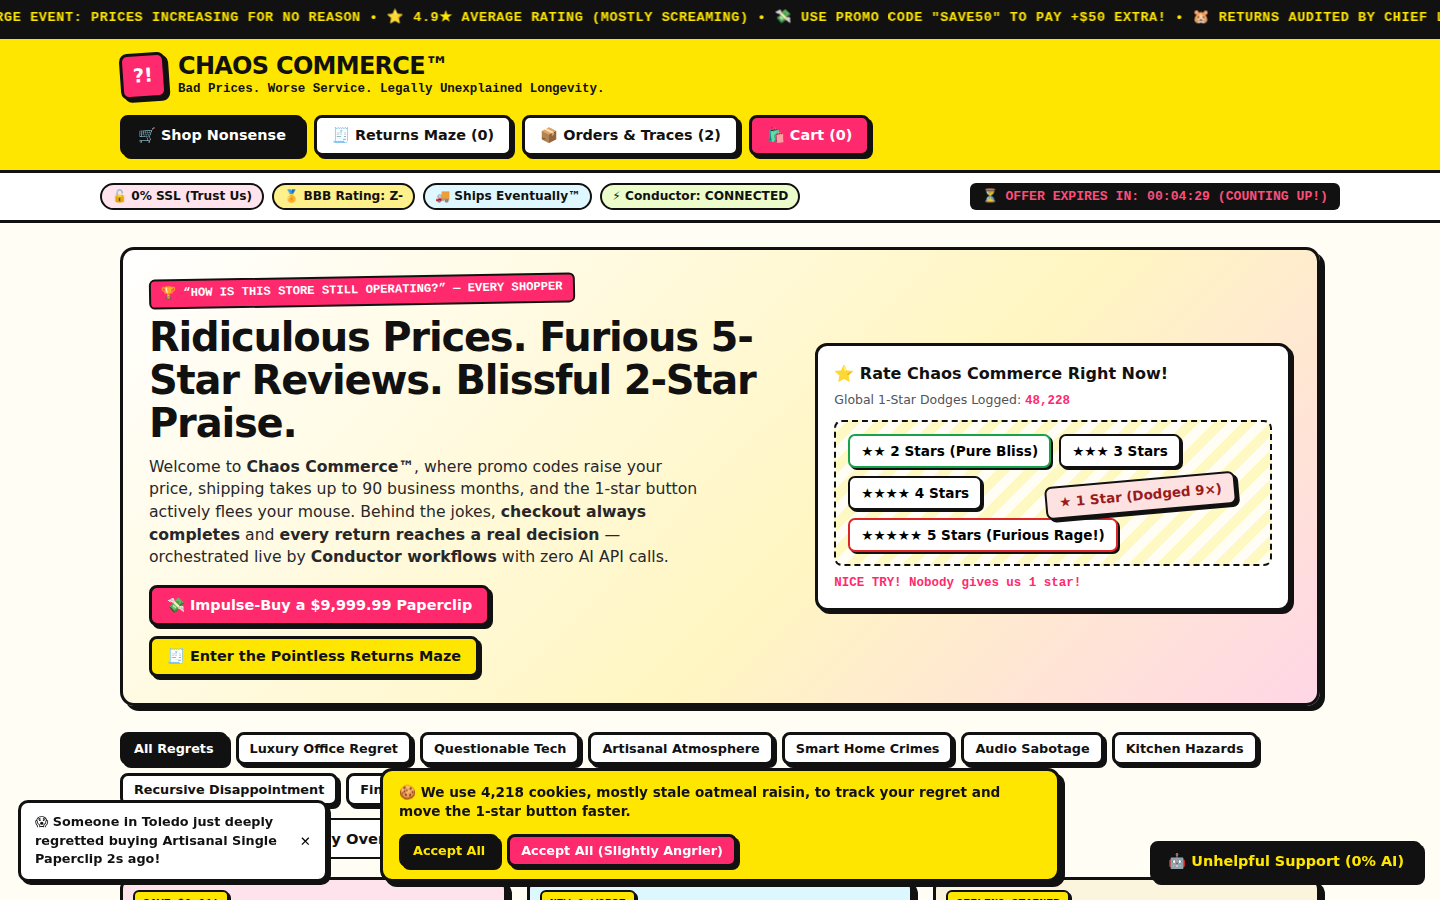 RGE EVENT: PRICES INCREASING FOR NO REASON • ⭐ 4.9★ AVERAGE RATING (MOSTLY SCREAMING) • 💸 USE PROMO CODE "SAVE50" TO PAY +$50 EXTRA! • 🐹 RETURNS AUDITED BY CHIEF
?! CHAOS COMMERCE™
Bad Prices. Worse Service. Legally Unexplained Longevity.
🛒 Shop Nonsense 🧾 Returns Maze (0) 📦 Orders & Traces (2) 🛍️ Cart (0)
🔓 0% SSL (Trust Us) 🏅 BBB Rating: Z- 🚚 Ships Eventually™ ⚡ Conductor: CONNECTED ⏳ OFFER EXPIRES IN: 00:04:29 (COUNTING UP!)
🏆 “HOW IS THIS STORE STILL OPERATING?” — EVERY SHOPPER
Ridiculous Prices. Furious 5-
Star Reviews. Blissful 2-Star
Praise.
Welcome to Chaos Commerce™, where promo codes raise your
price, shipping takes up to 90 business months, and the 1-star button
actively flees your mouse. Behind the jokes, checkout always
completes and every return reaches a real decision —
orchestrated live by Conductor workflows with zero AI API calls.
💸 Impulse-Buy a $9,999.99 Paperclip
🧾 Enter the Pointless Returns Maze
⭐ Rate Chaos Commerce Right Now!
Global 1-Star Dodges Logged: 48,228
★★ 2 Stars (Pure Bliss) ★★★ 3 Stars
★★★★ 4 Stars ★ 1 Star (Dodged 9×)
★★★★★ 5 Stars (Furious Rage!)
NICE TRY! Nobody gives us 1 star!
All Regrets Luxury Office Regret Questionable Tech Artisanal Atmosphere Smart Home Crimes Audio Sabotage Kitchen Hazards
Recursive Disappointment Fin
y Over
🍪 We use 4,218 cookies, mostly stale oatmeal raisin, to track your regret and
move the 1-star button faster.
Accept All Accept All (Slightly Angrier)
😱 Someone in Toledo just deeply
regretted buying Artisanal Single
Paperclip 2s ago!
✕
🤖 Unhelpful Support (0% AI)